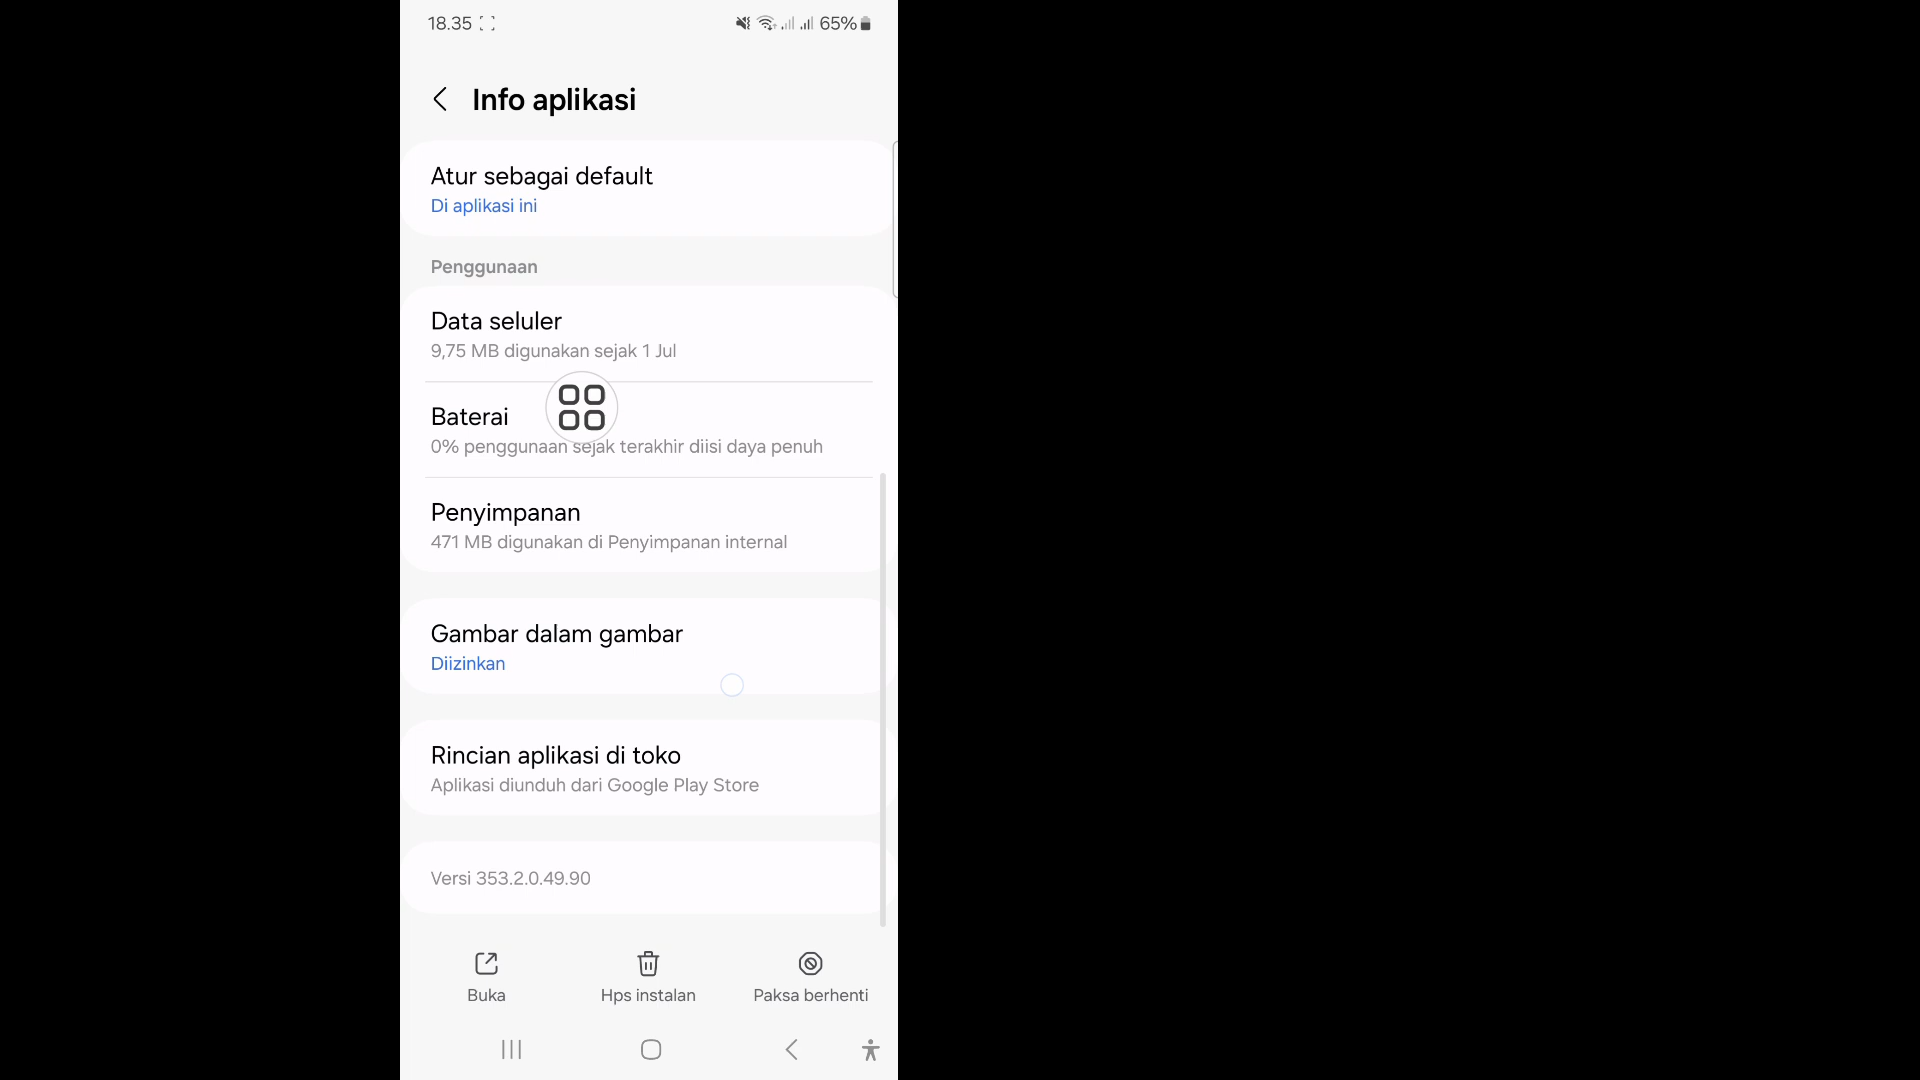 18.35
65%
Info aplikasi
Atur sebagai default
Di aplikasi ini
Penggunaan
Data seluler
9,75 MB digunakan sejak 1 Jul
Baterai
0% penggunaan sejak terakhir diisi daya penuh
Penyimpanan
471 MB digunakan di Penyimpanan internal
Gambar dalam gambar
Diizinkan
Rincian aplikasi di toko
Aplikasi diunduh dari Google Play Store
Versi 353.2.0.49.90
Buka
Hps instalan
Paksa berhenti